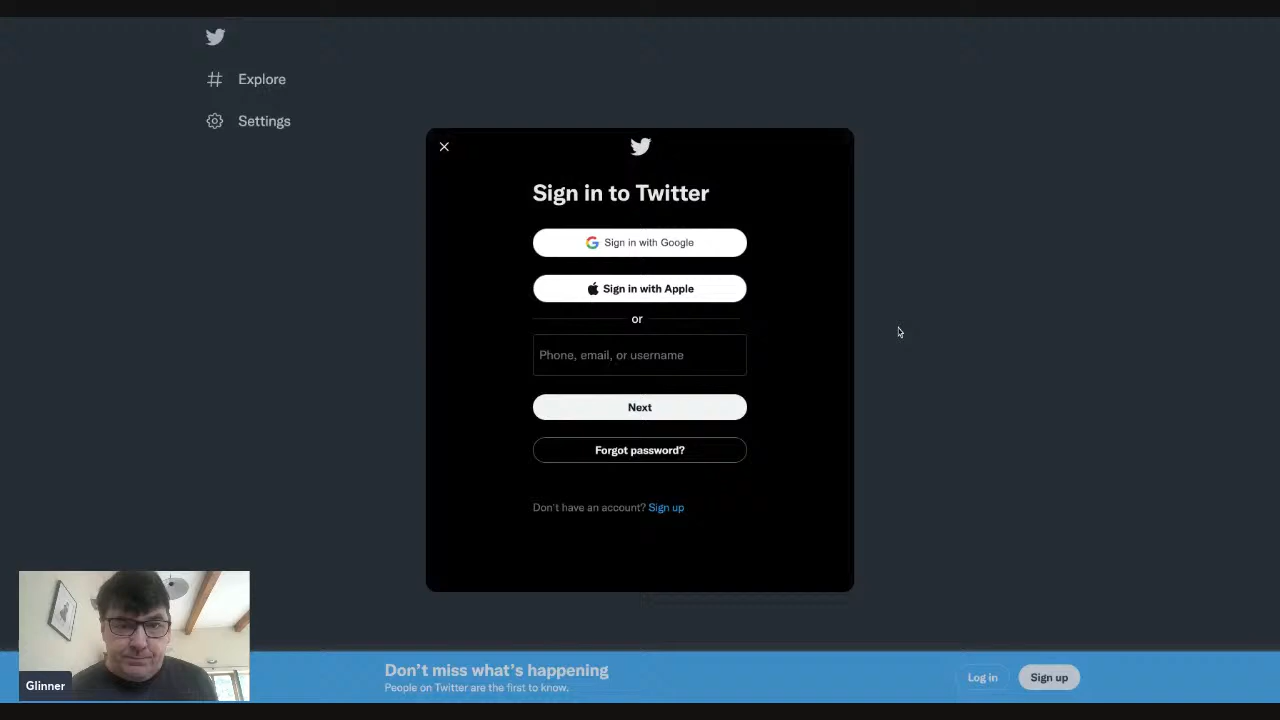 Explore
Settings
Sign in to Twitter
Sign in with Google
Sign in with Apple
or
Phone, email, or username
Next
Forgot password?
Don't have an account? Sign up
Glinner
Don't miss what's happening
People on Twitter are the first to know.
Log in
Sign up